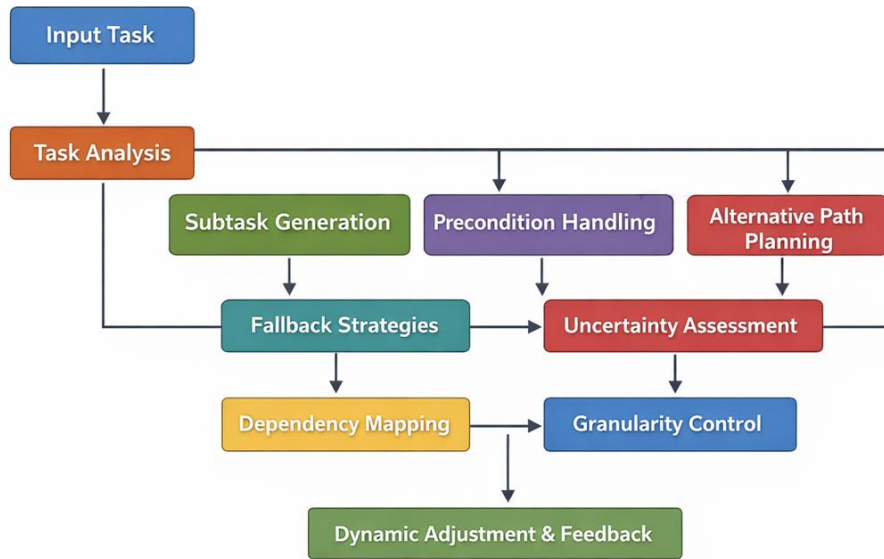 Input Task
Task Analysis
Subtask Generation
Precondition Handling
Alternative Path
Planning
Fallback Strategies
Uncertainty Assessment
Dependency Mapping
Granularity Control
Dynamic Adjustment & Feedback